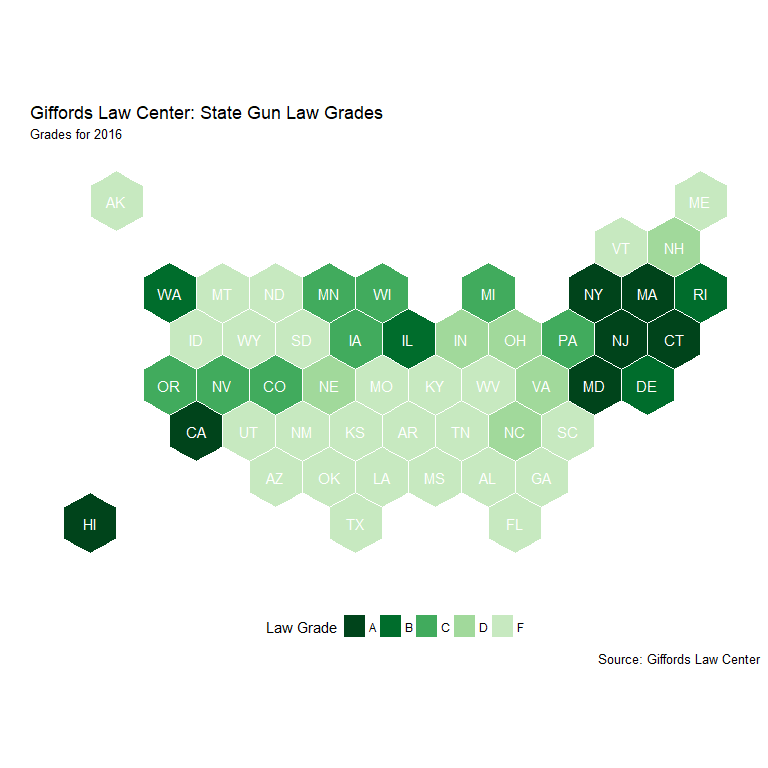 Giffords Law Center: State Gun Law Grades
Grades for 2016
AK ME
VT NH
WA MT ND MN WI MI NY MA RI
ID WY SD IA IL IN OH PA NJ CT
OR NV CO NE MO KY WV VA MD DE
CA UT NM KS AR TN NC SC
AZ OK LA MS AL GA
HI TX FL
Law Grade A B C D F
Source: Giffords Law Center